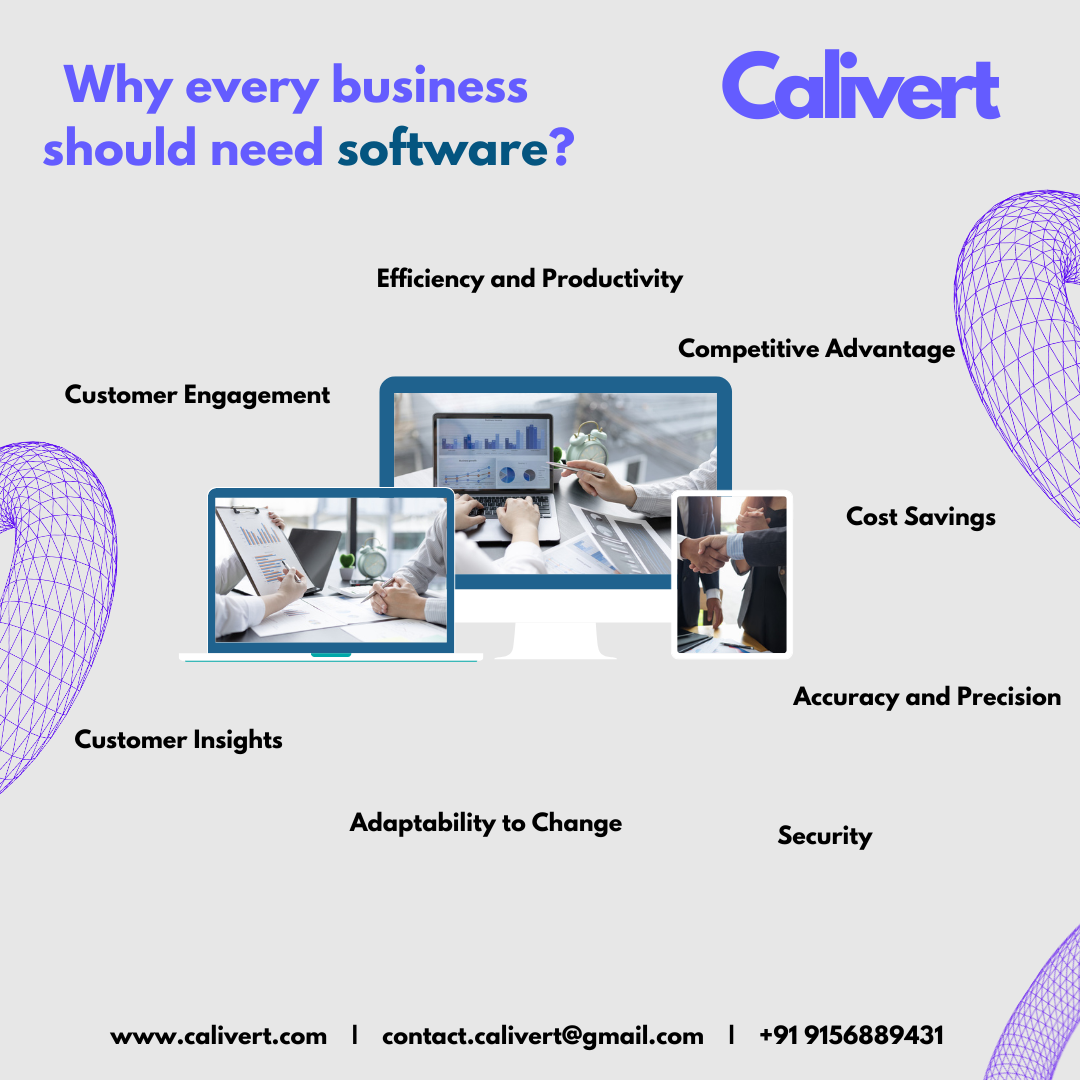 Why every business
should need software?
Calivert
Efficiency and Productivity
Competitive Advantage
Customer Engagement
Cost Savings
Accuracy and Precision
Customer Insights
Adaptability to Change
Security
www.calivert.com | contact.calivert@gmail.com | +91 9156889431